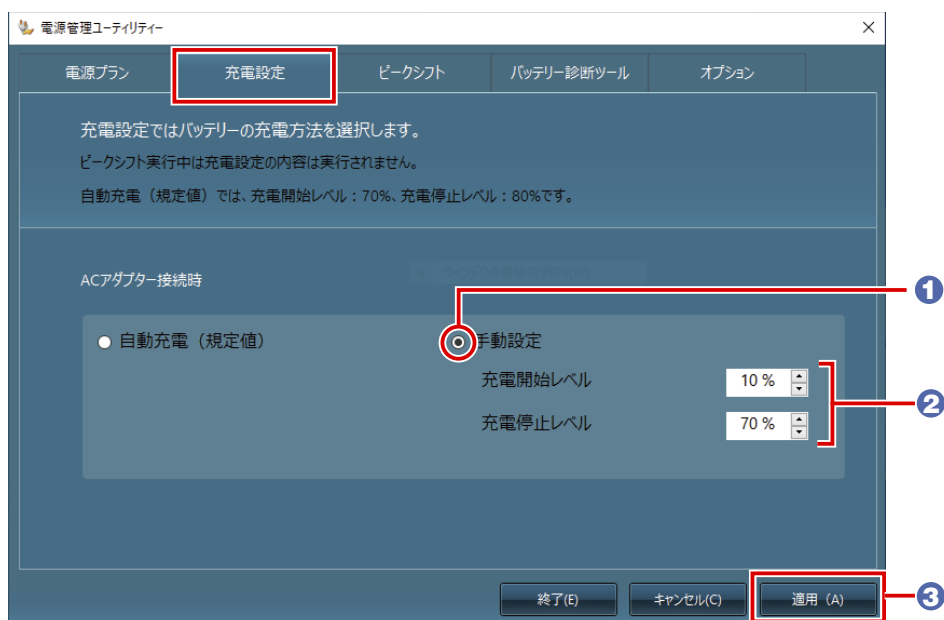 電源管理ユーティリティー
電源プラン 充電設定 ピークシフト バッテリー診断ツール オプション
充電設定ではバッテリーの充電方法を選択します。
ピークシフト実行中は充電設定の内容は実行されません。
自動充電（規定値）では、充電開始レベル：70%、充電停止レベル：80%です。
ACアダプター接続時
1
自動充電（規定値） 手動設定
充電開始レベル 10 %
2
充電停止レベル 70 %
終了(E) キャンセル(C) 適用（A）
3